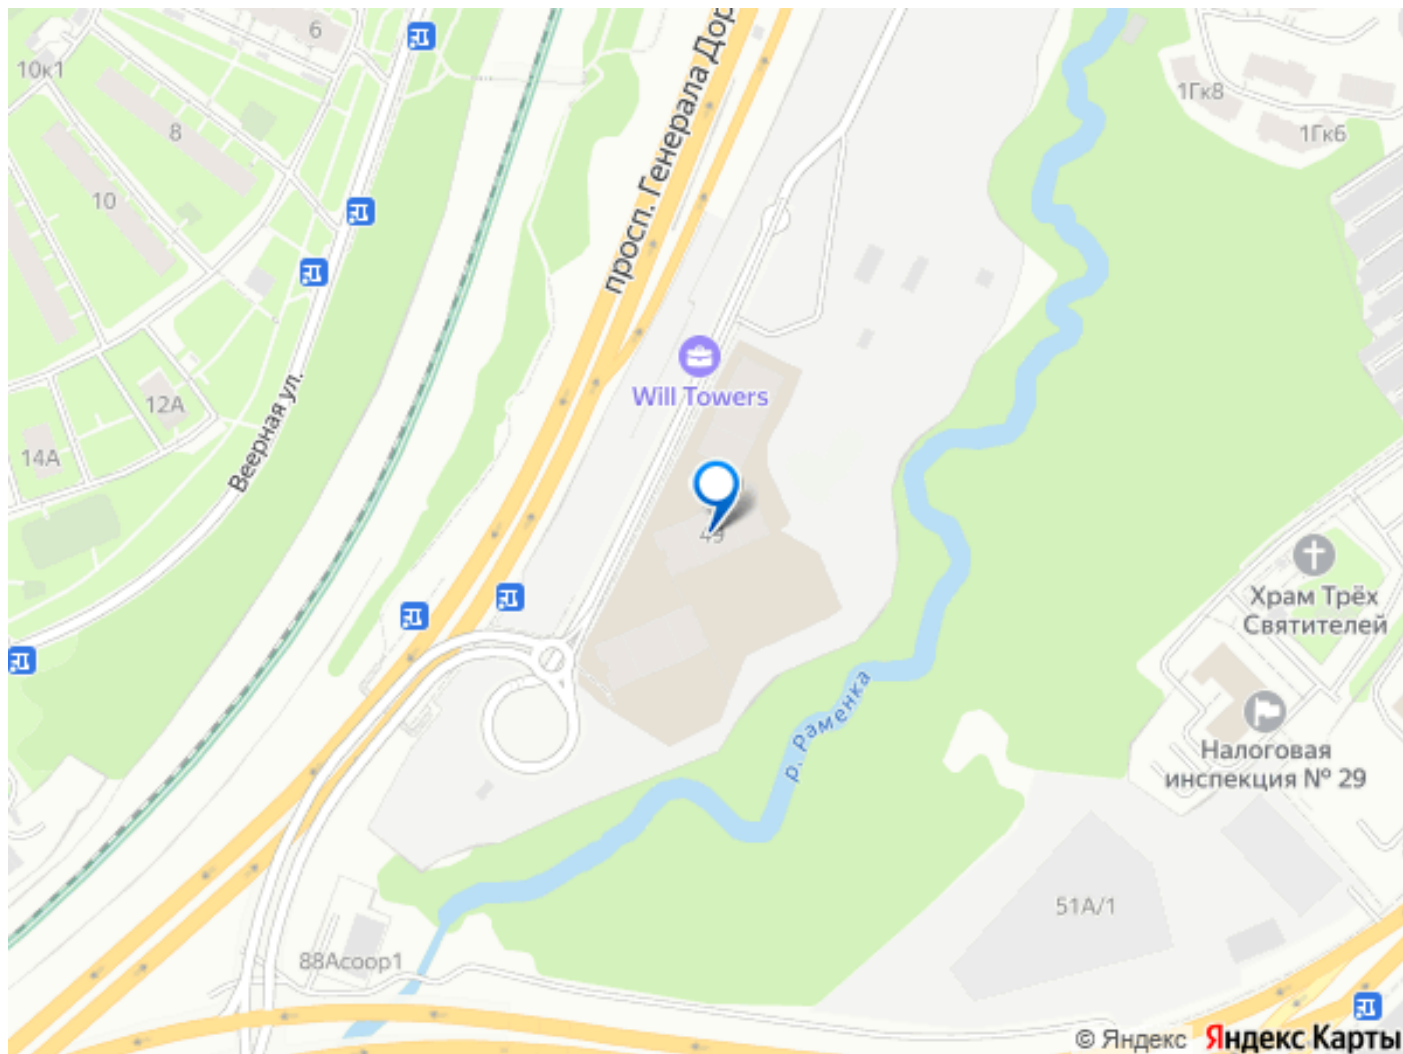 6
10к1
8
10
12А
14А
Веерная ул.
просп. Генерала Дор
1Гк8
1Гк6
Will Towers
49
Храм Трёх
Святителей
р. Раменка
Налоговая
инспекция № 29
51А/1
88Асоор1
© Яндекс Яндекс Карты